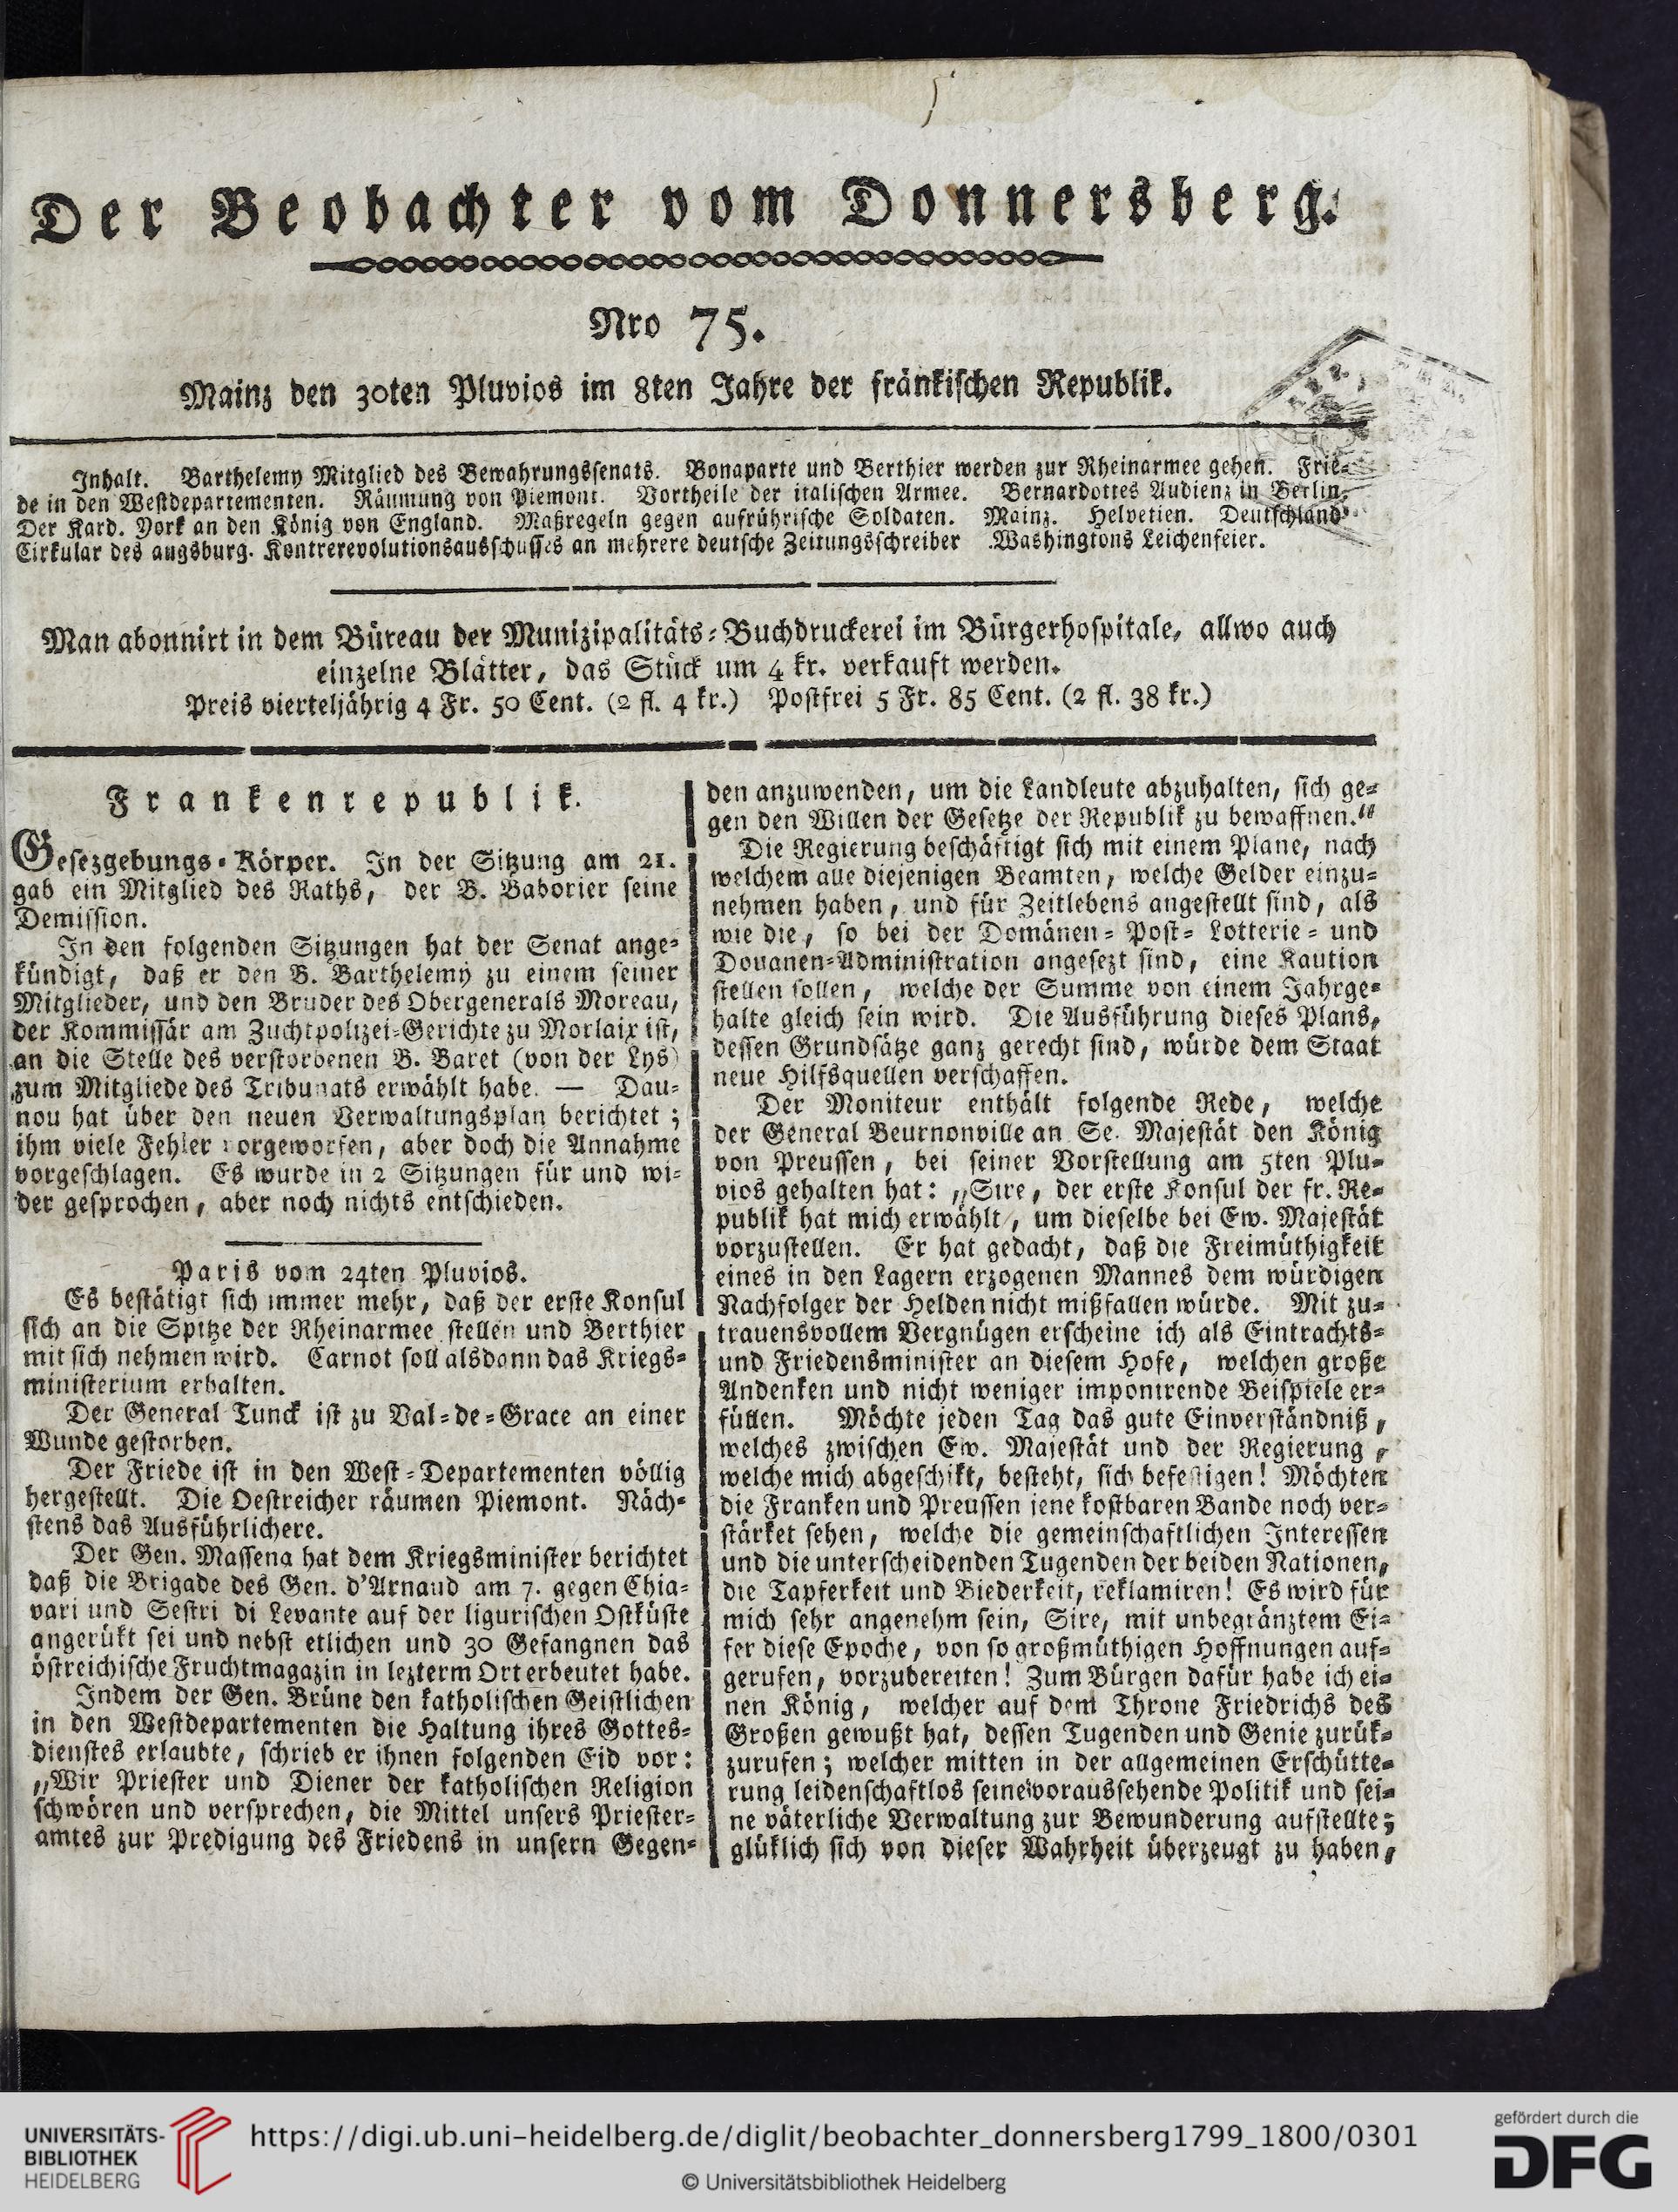 Der Beobachter vom Donnersberg.
Nro 75.
Mainz den 30ten Pluvios im 8ten Jahre der fränkischen Republik.
Inhalt. Barthelemy Mitglied des Bewahrungssenats. Bonaparte und Berthier werden zur Rheinarmee gehen. Frie-
de in den Westdepartementen. Räumung von Piemont. Vortheile der italischen Armee. Bernardottes Audienz in Berlin.
Der Kard. York an den König von England. Maßregeln gegen aufrührische Soldaten. Mainz. Helvetien. Deutschland.
Cirkular des augsburg. Kontrerevolutionsausschusses an mehrere deutsche Zeitungsschreiber. Washingtons Leichenfeier.
Man abonnirt in dem Büreau der Munizipalitäts-Buchdruckerei im Bürgerhospitale, allwo auch
einzelne Blätter, das Stück um 4 kr. verkauft werden.
Preis vierteljährig 4 Fr. 50 Cent. (2 fl. 4 kr.) Postfrei 5 Fr. 85 Cent. (2 fl. 38 kr.)
Frankenrepublik.
Gesezgebungs-Körper. In der Sitzung am 21.
gab ein Mitglied des Raths, der B. Baborier seine
Demission.
In den folgenden Sitzungen hat der Senat ange-
kündigt, daß er den B. Barthelemy zu einem seiner
Mitglieder, und den Bruder des Obergenerals Moreau,
der Kommissär am Zuchtpolizei-Gerichte zu Morlaix ist,
an die Stelle des verstorbenen B. Baret (von der Lys)
zum Mitgliede des Tribunats erwählt habe. — Dau-
nou hat über den neuen Verwaltungsplan berichtet;
ihm viele Fehler vorgeworfen, aber doch die Annahme
vorgeschlagen. Es wurde in 2 Sitzungen für und wi-
der gesprochen, aber noch nichts entschieden.
Paris vom 24ten Pluvios.
Es bestätigt sich immer mehr, daß der erste Konsul
sich an die Spitze der Rheinarmee stellen und Berthier
mit sich nehmen wird. Carnot soll alsdann das Kriegs-
ministerium erhalten.
Der General Tunck ist zu Val-de-Grace an einer
Wunde gestorben.
Der Friede ist in den West-Departementen völlig
hergestellt. Die Oestreicher räumen Piemont. Näch-
stens das Ausführlichere.
Der Gen. Massena hat dem Kriegsminister berichtet
daß die Brigade des Gen. d'Arnaud am 7. gegen Chia-
vari und Sestri di Levante auf der ligurischen Ostküste
angerükt sei und nebst etlichen und 30 Gefangnen das
östreichische Fruchtmagazin in lezterm Ort erbeutet habe.
Indem der Gen. Brüne den katholischen Geistlichen
in den Westdepartementen die Haltung ihres Gottes-
dienstes erlaubte, schrieb er ihnen folgenden Eid vor:
„Wir Priester und Diener der katholischen Religion
schwören und versprechen, die Mittel unsers Priester-
amtes zur Predigung des Friedens in unsern Gegen-
den anzuwenden, um die Landleute abzuhalten, sich ge-
gen den Willen der Gesetze der Republik zu bewaffnen.“
Die Regierung beschäftigt sich mit einem Plane, nach
welchem alle diejenigen Beamten, welche Gelder einzu-
nehmen haben, und für Zeitlebens angestellt sind, als
wie die, so bei der Domänen- Post- Lotterie- und
Douanen-Administration angesezt sind, eine Kaution
stellen sollen, welche der Summe von einem Jahrge-
halte gleich sein wird. Die Ausführung dieses Plans,
dessen Grundsätze ganz gerecht sind, würde dem Staat
neue Hilfsquellen verschaffen.
Der Moniteur enthält folgende Rede, welche
der General Beurnonville an Se. Majestät den König
von Preussen, bei seiner Vorstellung am 5ten Plu-
vios gehalten hat: „Sire, der erste Konsul der fr. Re-
publik hat mich erwählt, um dieselbe bei Ew. Majestät
vorzustellen. Er hat gedacht, daß die Freimüthigkeit
eines in den Lagern erzogenen Mannes dem würdigen
Nachfolger der Helden nicht mißfallen würde. Mit zu-
trauensvollem Vergnügen erscheine ich als Eintrachts-
und Friedensminister an diesem Hofe, welchen große
Andenken und nicht weniger imponirende Beispiele er-
füllen. Möchte jeden Tag das gute Einverständniß,
welches zwischen Ew. Majestät und der Regierung,
welche mich abgeschikt, besteht, sich befestigen! Möchten
die Franken und Preussen jene kostbaren Bande noch ver-
stärket sehen, welche die gemeinschaftlichen Interessen
und die unterscheidenden Tugenden der beiden Nationen,
die Tapferkeit und Biederkeit, reklamiren! Es wird für
mich sehr angenehm sein, Sire, mit unbegränztem Ei-
fer diese Epoche, von so großmüthigen Hoffnungen auf-
gerufen, vorzubereiten! Zum Bürgen dafür habe ich ei-
nen König, welcher auf dem Throne Friedrichs des
Großen gewußt hat, dessen Tugenden und Genie zurük-
zurufen; welcher mitten in der allgemeinen Erschütte-
rung leidenschaftlos seine voraussehende Politik und sei-
ne väterliche Verwaltung zur Bewunderung aufstellte;
glüklich sich von dieser Wahrheit überzeugt zu haben,
UNIVERSITÄTS-
BIBLIOTHEK
HEIDELBERG
https://digi.ub.uni-heidelberg.de/diglit/beobachter_donnersberg1799_1800/0301
© Universitätsbibliothek Heidelberg
gefördert durch die
DFG